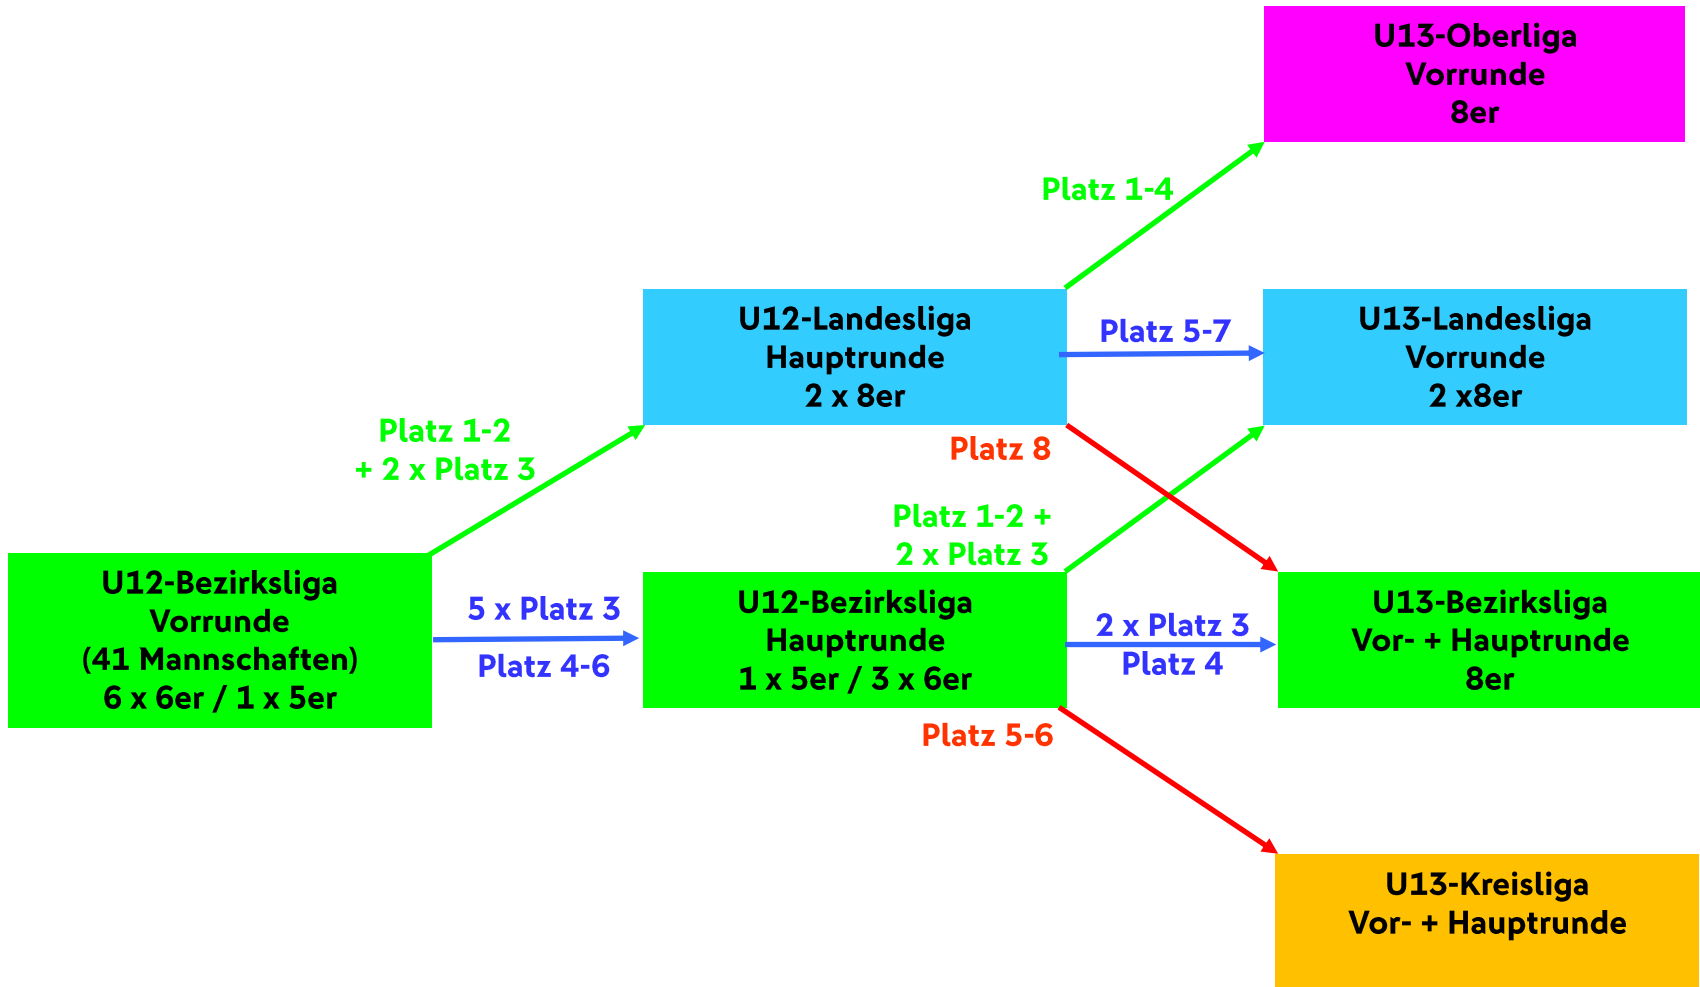 U13-Oberliga
Vorrunde
8er
Platz 1-4
U12-Landesliga
Hauptrunde
2 x 8er
Platz 5-7
U13-Landesliga
Vorrunde
2 x8er
Platz 1-2
+ 2 x Platz 3
Platz 8
Platz 1-2 +
2 x Platz 3
U12-Bezirksliga
Vorrunde
(41 Mannschaften)
6 x 6er / 1 x 5er
5 x Platz 3
Platz 4-6
U12-Bezirksliga
Hauptrunde
1 x 5er / 3 x 6er
2 x Platz 3
Platz 4
U13-Bezirksliga
Vor- + Hauptrunde
8er
Platz 5-6
U13-Kreisliga
Vor- + Hauptrunde